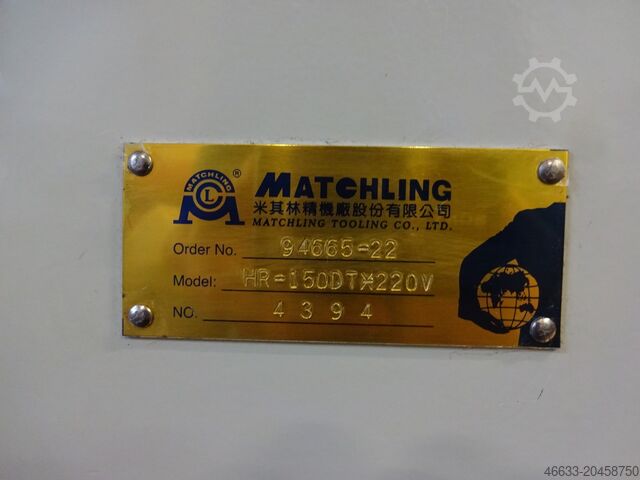 MATCHLING
CL
®
MATCHLING
米其林精機廠股份有限公司
MATCHLING TOOLING CO., LTD.
Order No. 94665-22
Model: HR-150DT*220V
NO. 4394
46633-20458750